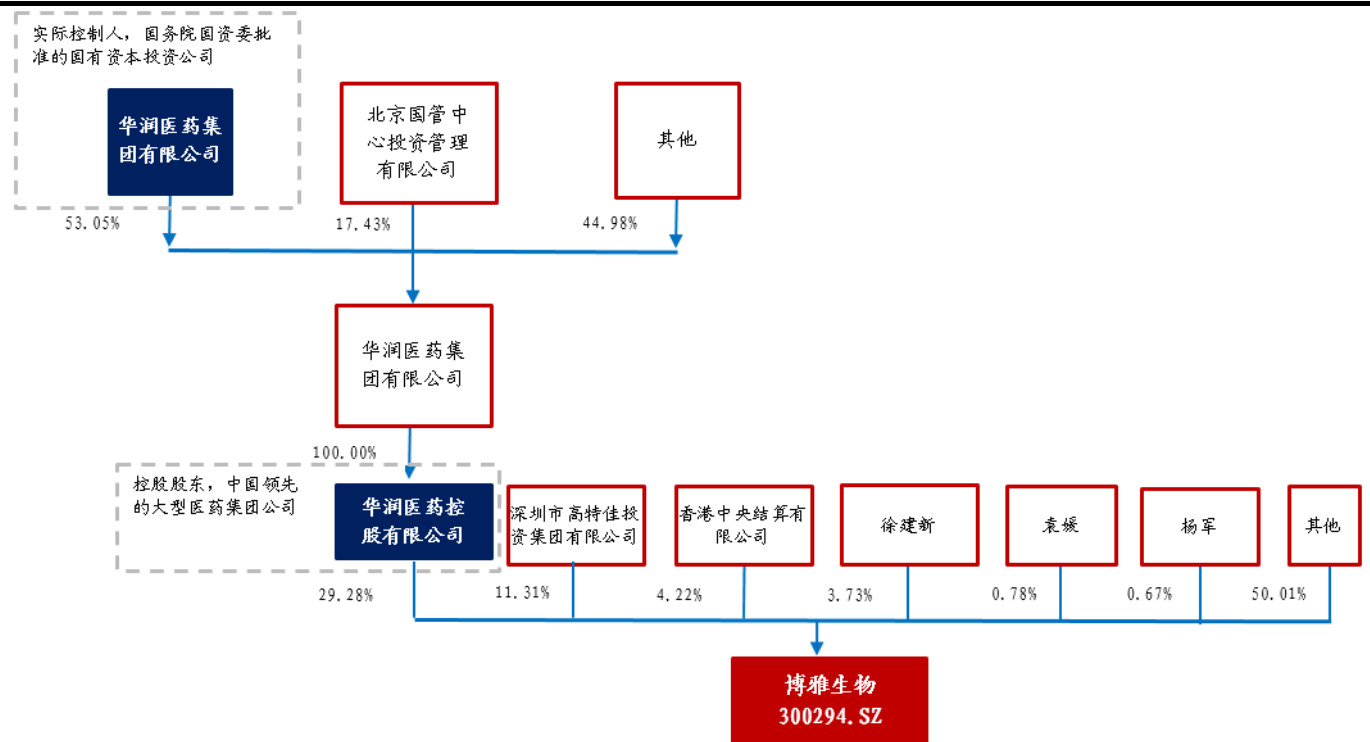 实际控制人，国务院国资委批
准的国有资本投资公司
华润医药集
团有限公司
北京国管中
心投资管理
有限公司
其他
53.05%
17.43%
44.98%
华润医药集
团有限公司
100.00%
控股股东，中国领先
的大型医药集团公司
华润医药控
股有限公司
深圳市高特佳投
资集团有限公司
香港中央结算有
限公司
徐建新
袁媛
杨军
其他
29.28%
11.31%
4.22%
3.73%
0.78%
0.67%
50.01%
博雅生物
300294.SZ